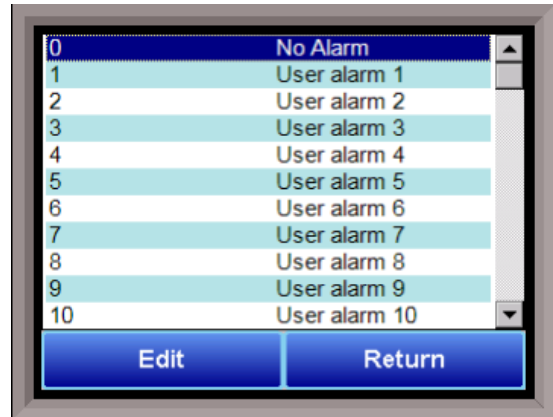 0 No Alarm
1 User alarm 1
2 User alarm 2
3 User alarm 3
4 User alarm 4
5 User alarm 5
6 User alarm 6
7 User alarm 7
8 User alarm 8
9 User alarm 9
10 User alarm 10
Edit Return